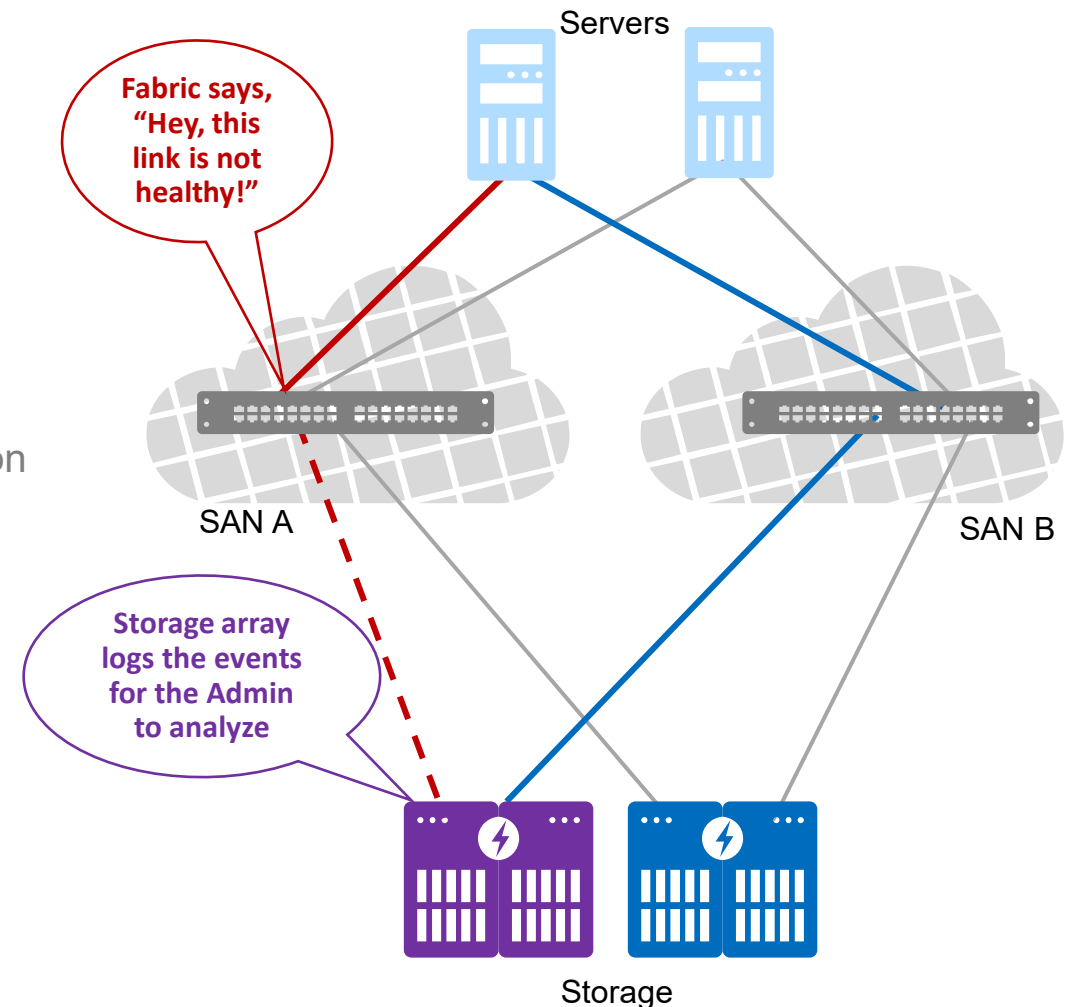 Servers
Fabric says,
“Hey, this
link is not
healthy!”
on
SAN A
SAN B
Storage array
logs the events
for the Admin
to analyze
Storage